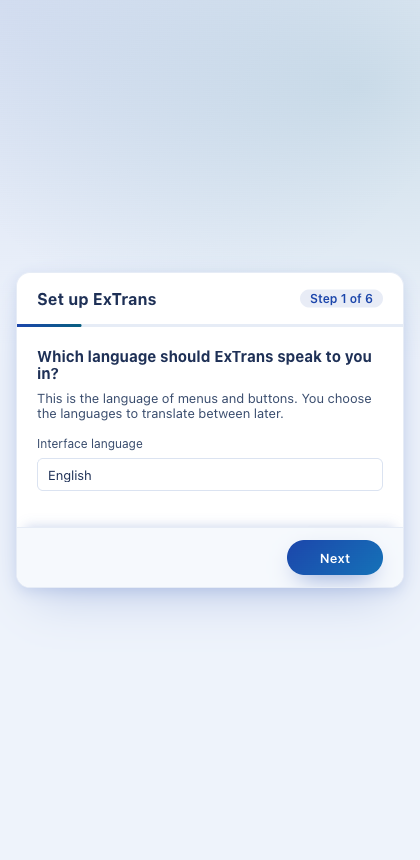 Set up ExTrans
Step 1 of 6
Which language should ExTrans speak to you
in?
This is the language of menus and buttons. You choose
the languages to translate between later.
Interface language
English
Next